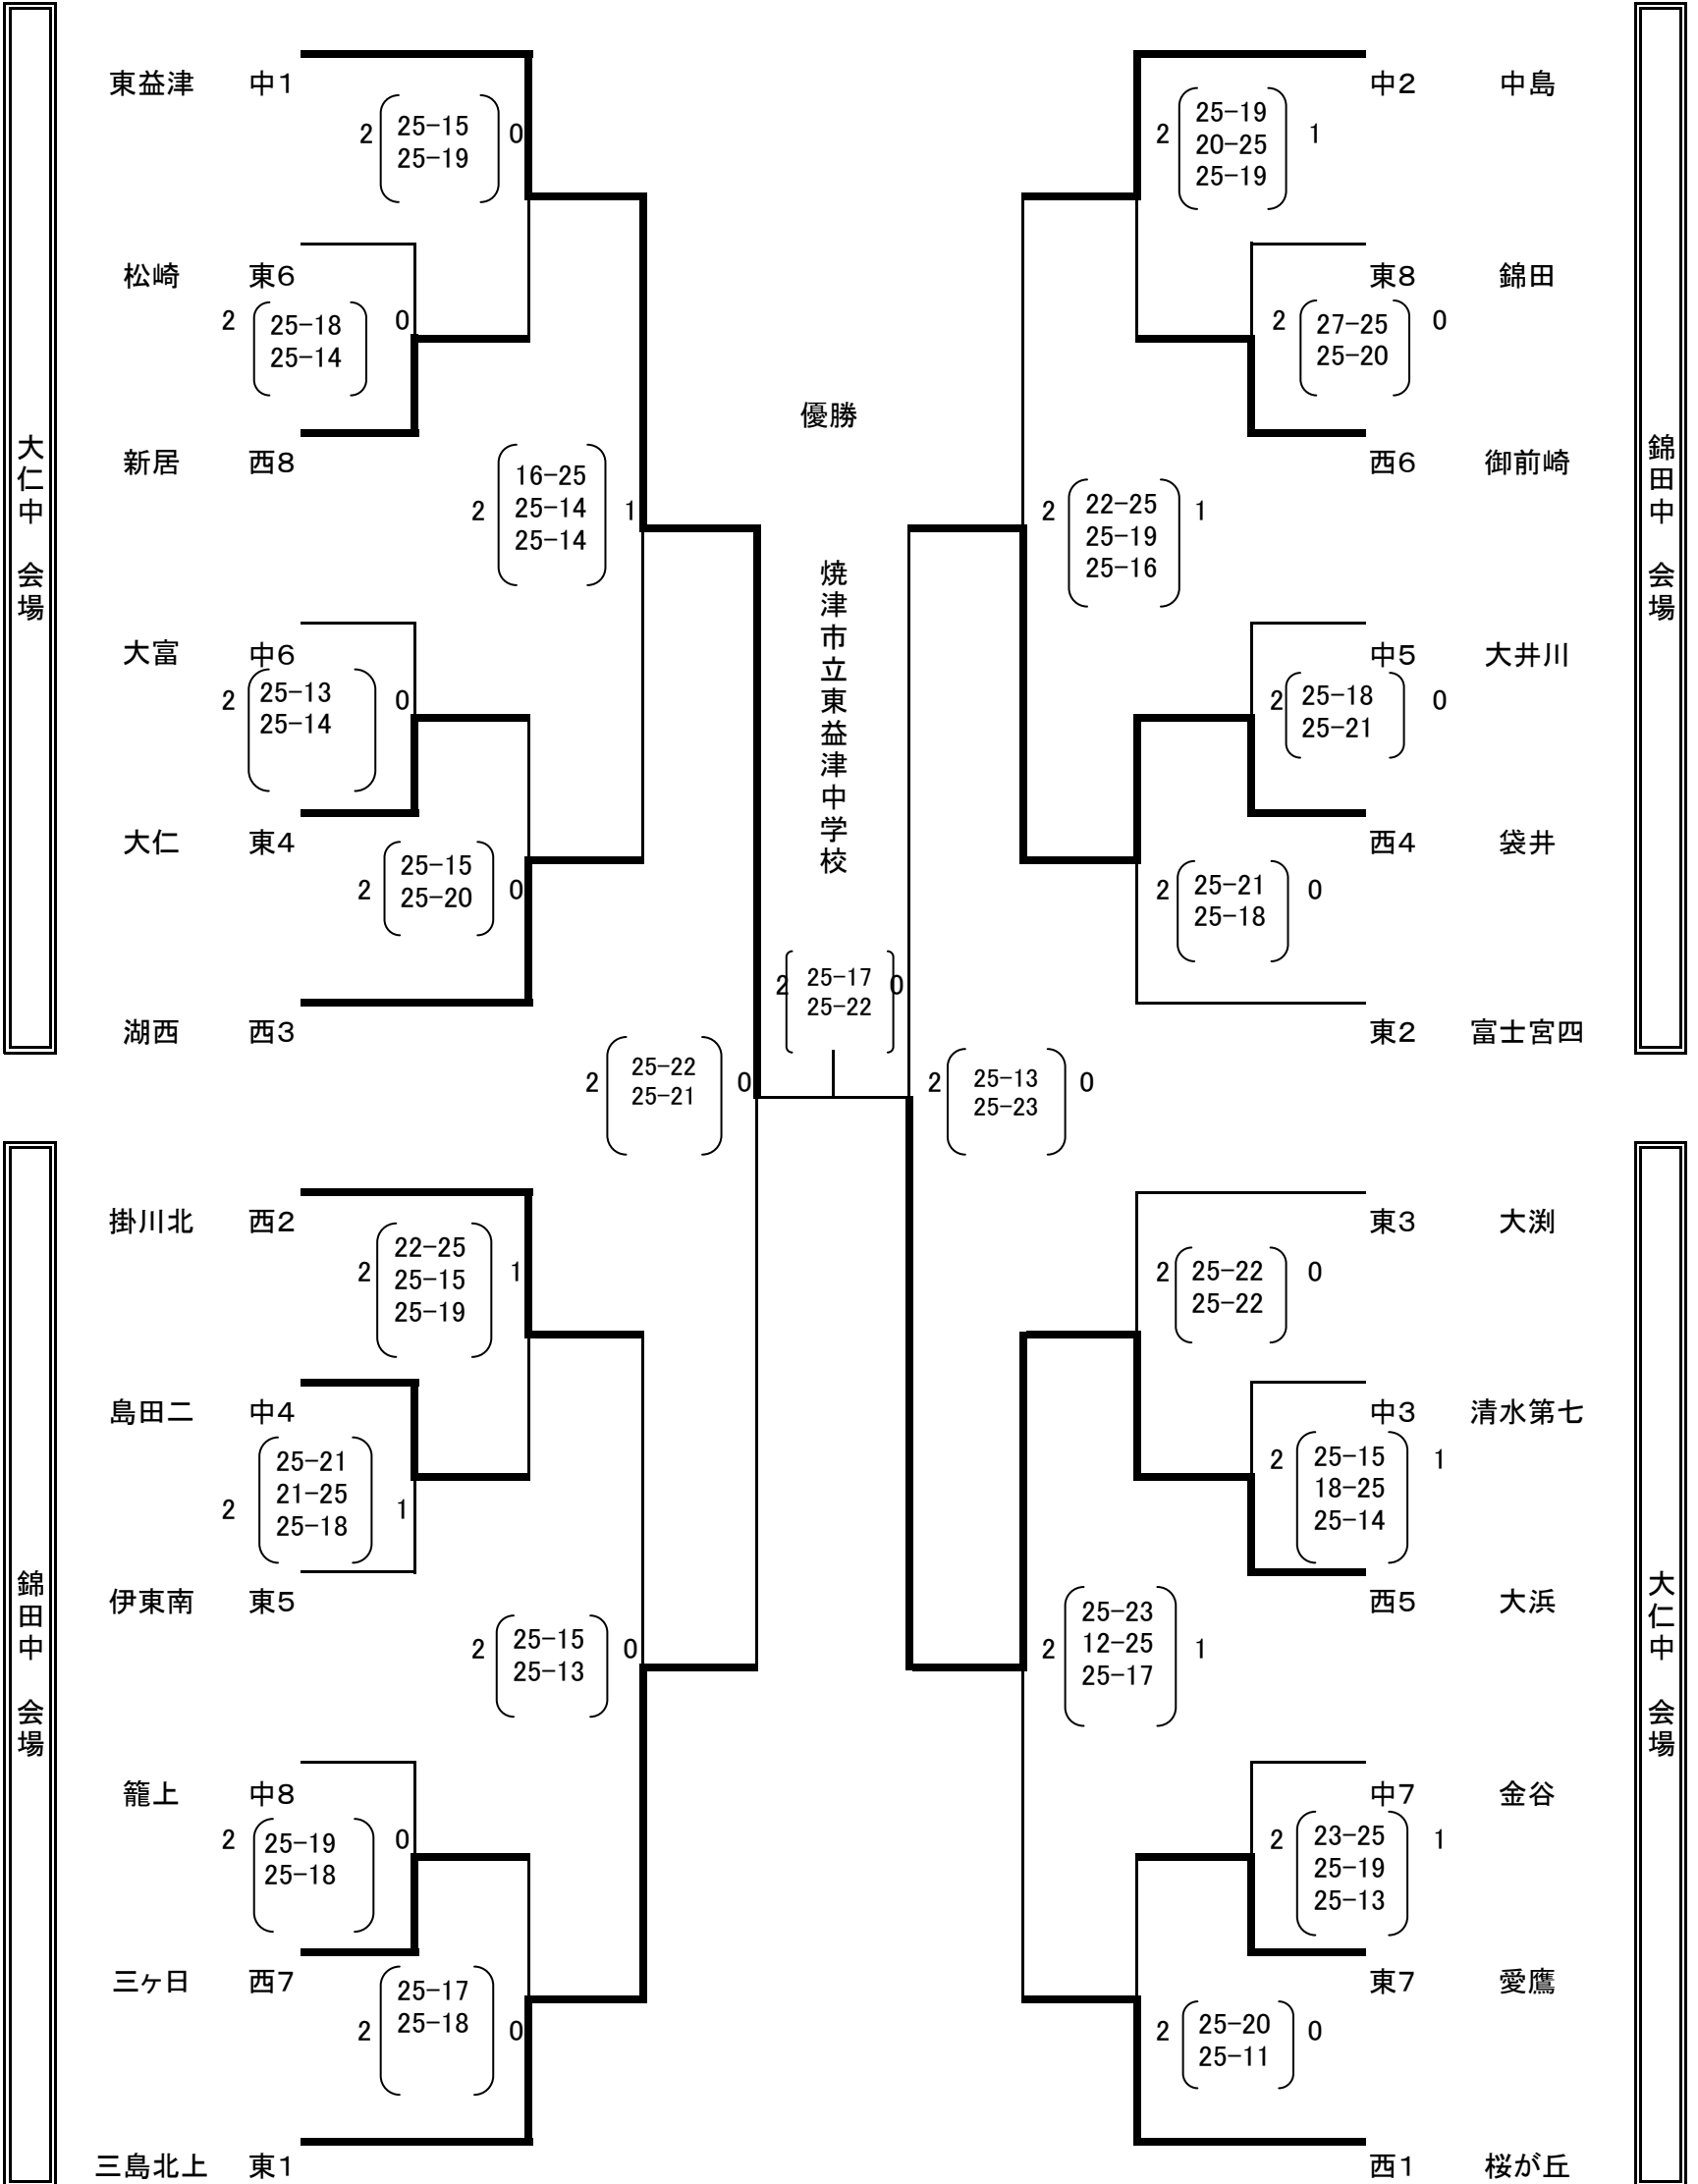 大仁中 会場
東益津 中1
2 25-15 0
25-19
松崎 東6
2 25-18 0
25-14
新居 西8
2 16-25 1
25-14
25-14
大富 中6
2 25-13 0
25-14
大仁 東4
2 25-15 0
25-20
湖西 西3
2 25-22 0
25-21
錦田中 会場
掛川北 西2
2 22-25 1
25-15
25-19
島田二 中4
2 25-21 1
21-25
25-18
伊東南 東5
2 25-15 0
25-13
籠上 中8
2 25-19 0
25-18
三ヶ日 西7
2 25-17 0
25-18
三島北上 東1
優勝
焼津市立東益津中学校
2 25-17 0
25-22
錦田中 会場
中2 中島
2 25-19 1
20-25
25-19
東8 錦田
2 27-25 0
25-20
西6 御前崎
2 22-25 1
25-19
25-16
中5 大井川
2 25-18 0
25-21
西4 袋井
2 25-21 0
25-18
東2 富士宮四
2 25-13 0
25-23
大仁中 会場
東3 大渕
2 25-22 0
25-22
中3 清水第七
2 25-15 1
18-25
25-14
西5 大浜
2 25-23 1
12-25
25-17
中7 金谷
2 23-25 1
25-19
25-13
東7 愛鷹
2 25-20 0
25-11
西1 桜が丘